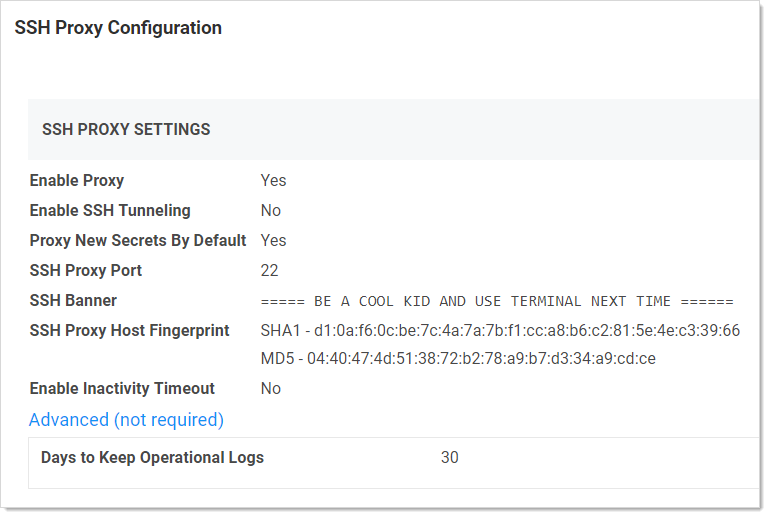 SSH Proxy Configuration
SSH PROXY SETTINGS
Enable Proxy Yes
Enable SSH Tunneling No
Proxy New Secrets By Default Yes
SSH Proxy Port 22
SSH Banner ===== BE A COOL KID AND USE TERMINAL NEXT TIME ======
SSH Proxy Host Fingerprint SHA1 - d1:0a:f6:0c:be:7c:4a:7a:7b:f1:cc:a8:b6:c2:81:5e:4e:c3:39:66
MD5 - 04:40:47:4d:51:38:72:b2:78:a9:b7:d3:34:a9:cd:ce
Enable Inactivity Timeout No
Advanced (not required)
Days to Keep Operational Logs 30